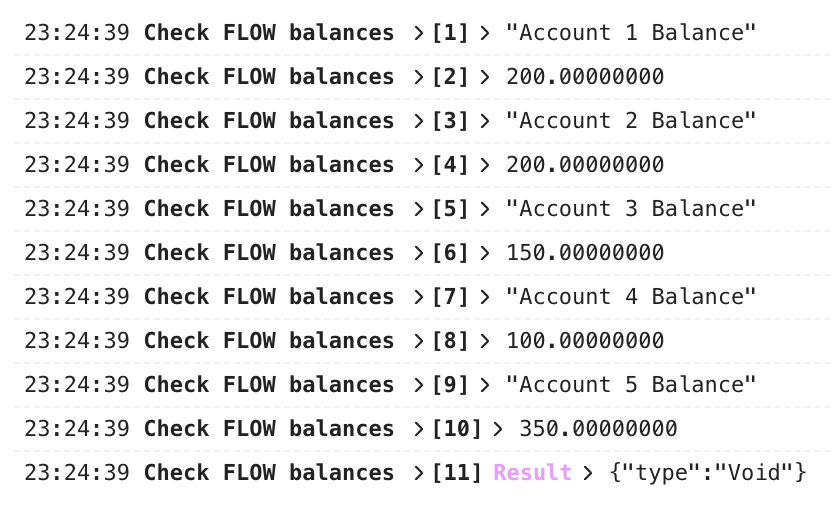 23:24:39 Check FLOW balances >[1] > "Account 1 Balance"
23:24:39 Check FLOW balances >[2] > 200.00000000
23:24:39 Check FLOW balances >[3] > "Account 2 Balance"
23:24:39 Check FLOW balances >[4] > 200.00000000
23:24:39 Check FLOW balances >[5] > "Account 3 Balance"
23:24:39 Check FLOW balances >[6] > 150.00000000
23:24:39 Check FLOW balances >[7] > "Account 4 Balance"
23:24:39 Check FLOW balances >[8] > 100.00000000
23:24:39 Check FLOW balances >[9] > "Account 5 Balance"
23:24:39 Check FLOW balances >[10] > 350.00000000
23:24:39 Check FLOW balances >[11] Result > {"type":"Void"}